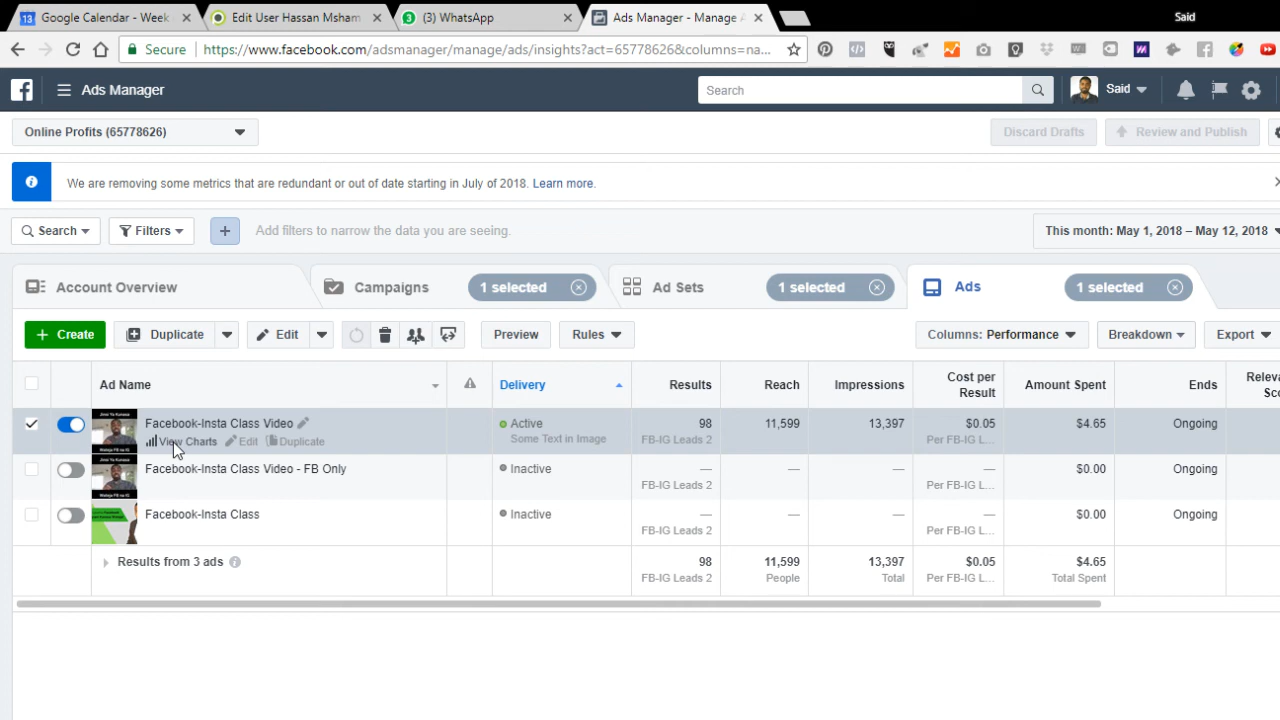 Google Calendar - Week
Edit User Hassan Msham
(3) WhatsApp
Ads Manager - Manage A
Said
Secure
https://www.facebook.com/adsmanager/manage/ads/insights?act=65778626&columns=na...
Ads Manager
Search
Said
Online Profits (65778626)
Discard Drafts
Review and Publish
We are removing some metrics that are redundant or out of date starting in July of 2018. Learn more.
Search
Filters
Add filters to narrow the data you are seeing.
This month: May 1, 2018 – May 12, 2018
Account Overview
Campaigns
1 selected
Ad Sets
1 selected
Ads
1 selected
+ Create
Duplicate
Edit
Preview
Rules
Columns: Performance
Breakdown
Export
Ad Name
Delivery
Results
Reach
Impressions
Cost per
Result
Amount Spent
Ends
Facebook-Insta Class Video
View Charts
Edit
Duplicate
Active
Some Text in Image
98
FB-IG Leads 2
11,599
13,397
$0.05
Per FB-IG L...
$4.65
Ongoing
Facebook-Insta Class Video - FB Only
Inactive
—
FB-IG Leads 2
—
—
—
Per FB-IG L...
$0.00
Ongoing
Facebook-Insta Class
Inactive
—
FB-IG Leads 2
—
—
—
Per FB-IG L...
$0.00
Ongoing
Results from 3 ads
98
FB-IG Leads 2
11,599
People
13,397
Total
$0.05
Per FB-IG L...
$4.65
Total Spent